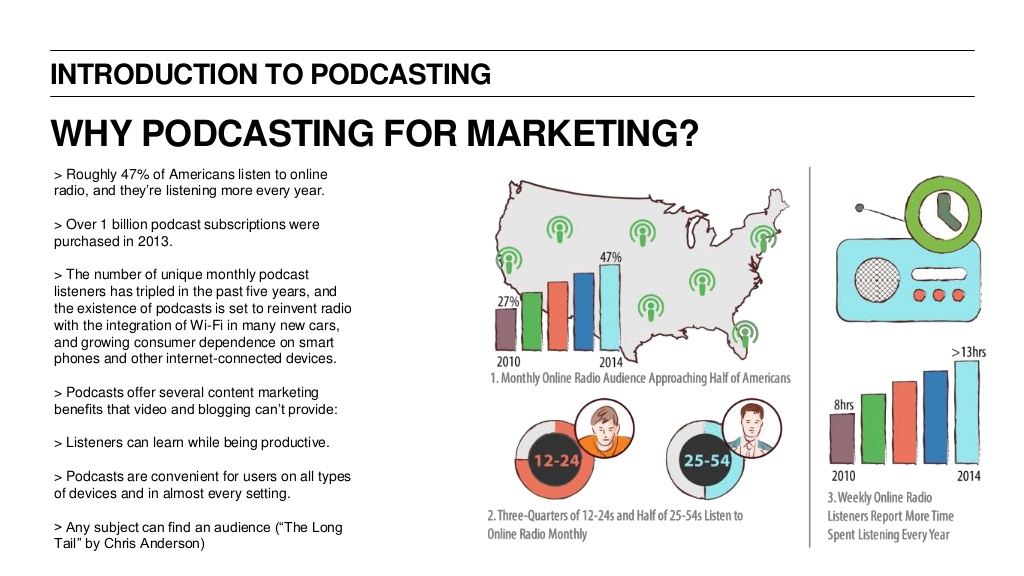 INTRODUCTION TO PODCASTING
WHY PODCASTING FOR MARKETING?
> Roughly 47% of Americans listen to online
radio, and they're listening more every year.
> Over 1 billion podcast subscriptions were
purchased in 2013.
> The number of unique monthly podcast
listeners has tripled in the past five years, and
the existence of podcasts is set to reinvent radio
with the integration of Wi-Fi in many new cars,
and growing consumer dependence on smart
phones and other internet-connected devices.
> Podcasts offer several content marketing
benefits that video and blogging can't provide:
> Listeners can learn while being productive.
> Podcasts are convenient for users on all types
of devices and in almost every setting.
> Any subject can find an audience (“The Long
Tail” by Chris Anderson)
47%
27%
2010
2014
1. Monthly Online Radio Audience Approaching Half of Americans
12-24
25-54
2. Three-Quarters of 12-24s and Half of 25-54s Listen to
Online Radio Monthly
>13hrs
8hrs
2010
2014
3. Weekly Online Radio
Listeners Report More Time
Spent Listening Every Year